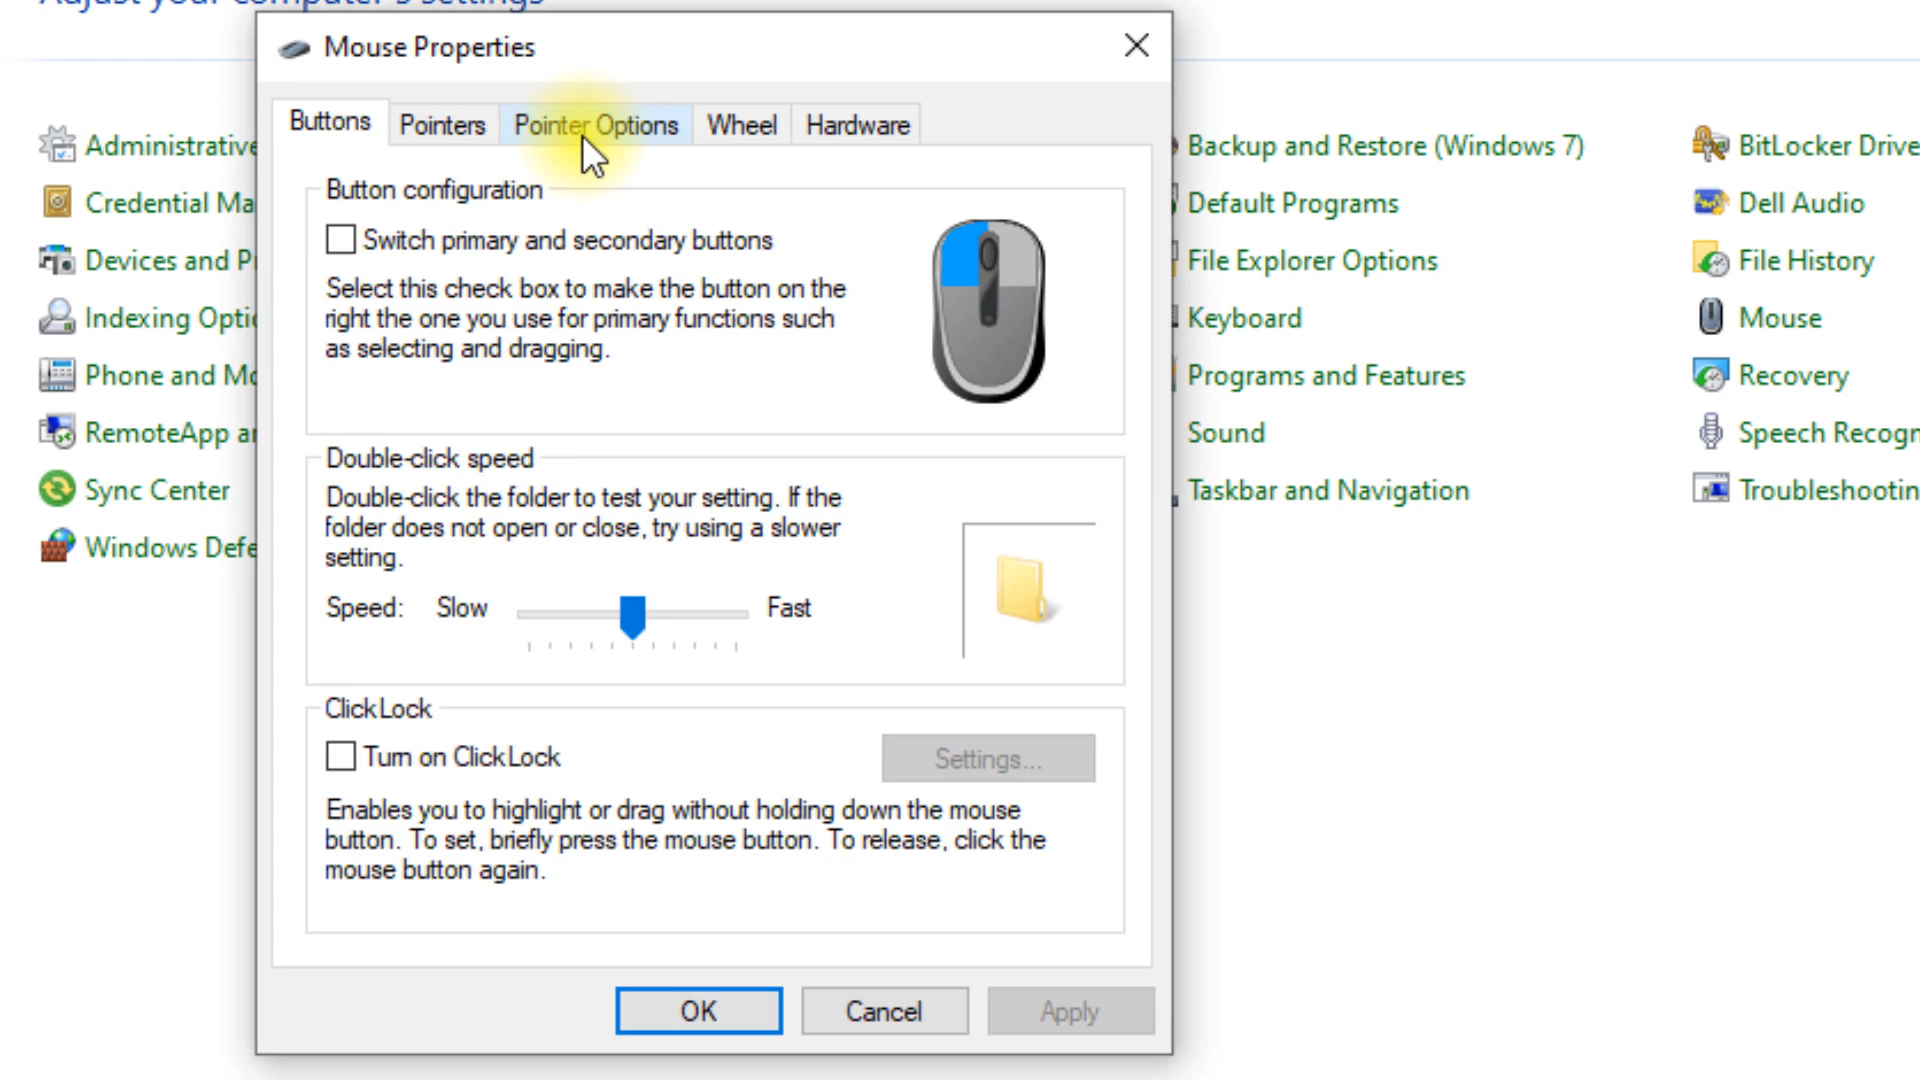 Adjust your computer's settings
Mouse Properties
Buttons Pointers Pointer Options Wheel Hardware
Button configuration
Switch primary and secondary buttons
Select this check box to make the button on the
right the one you use for primary functions such
as selecting and dragging.
Double-click speed
Double-click the folder to test your setting. If the
folder does not open or close, try using a slower
setting.
Speed: Slow Fast
ClickLock
Turn on ClickLock
Settings...
Enables you to highlight or drag without holding down the mouse
button. To set, briefly press the mouse button. To release, click the
mouse button again.
OK Cancel Apply
Administrative
Credential Ma
Devices and P
Indexing Optic
Phone and Mo
RemoteApp ar
Sync Center
Windows Defe
Backup and Restore (Windows 7)
Default Programs
File Explorer Options
Keyboard
Programs and Features
Sound
Taskbar and Navigation
BitLocker Drive
Dell Audio
File History
Mouse
Recovery
Speech Recogn
Troubleshootin